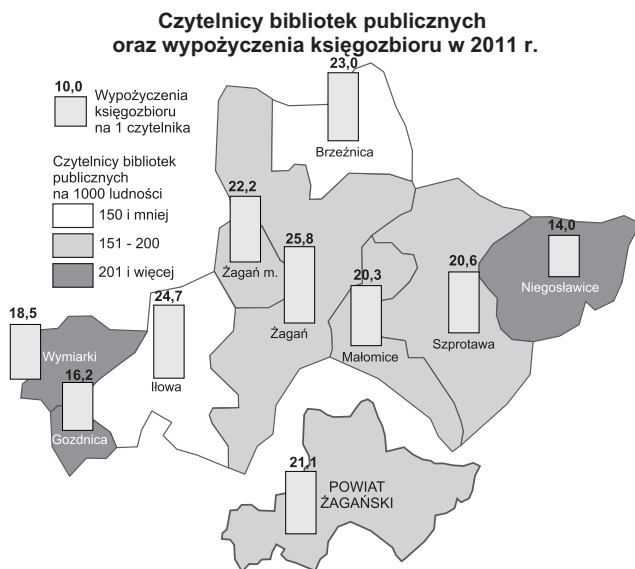 Czytelnicy bibliotek publicznych
oraz wypożyczenia księgozbioru w 2011 r.
10,0
Wypożyczenia
księgozbioru
na 1 czytelnika
Czytelnicy bibliotek
publicznych
na 1000 ludności
150 i mniej
151 - 200
201 i więcej
23,0
Brzeźnica
22,2
Żagań m.
25,8
Żagań
20,3
Małomice
20,6
Szprotawa
14,0
Niegosławice
24,7
Iłowa
18,5
Wymiarki
16,2
Gozdnica
21,1
POWIAT
ŻAGAŃSKI